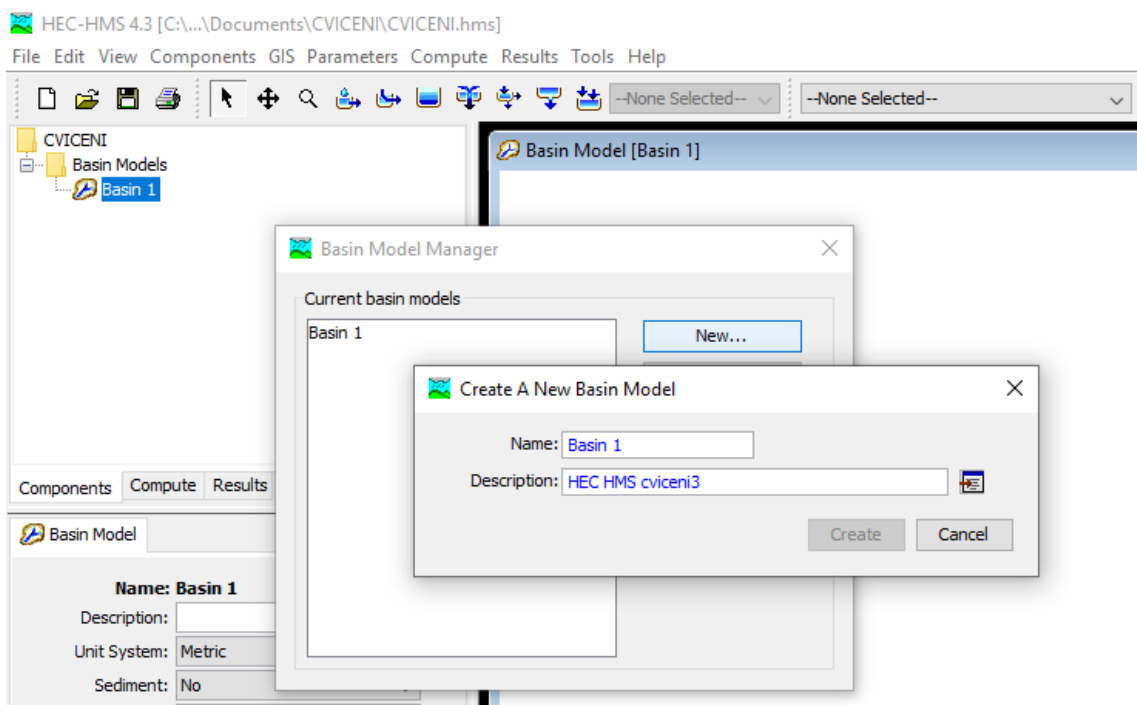 HEC-HMS 4.3 [C:\...\Documents\CVICENI\CVICENI.hms]
File Edit View Components GIS Parameters Compute Results Tools Help
--None Selected-- --None Selected--
CVICENI
Basin Models
Basin 1
Basin Model [Basin 1]
Basin Model Manager
Current basin models
Basin 1
New...
Create A New Basin Model
Name: Basin 1
Description: HEC HMS cviceni3
Create Cancel
Components Compute Results
Basin Model
Name: Basin 1
Description:
Unit System: Metric
Sediment: No